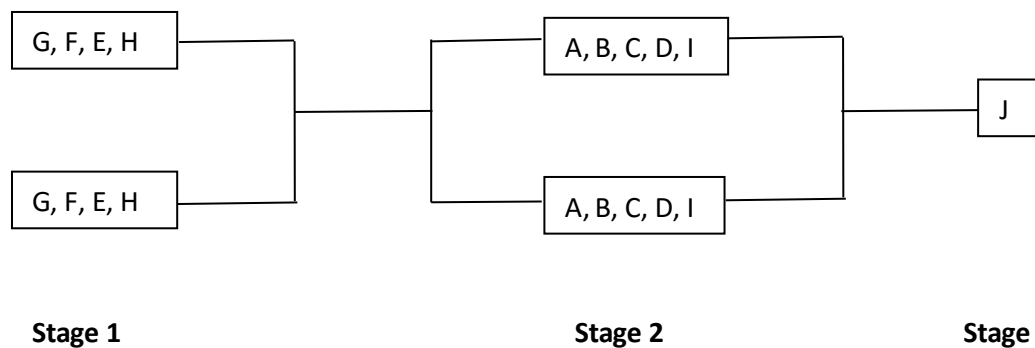 G, F, E, H
A, B, C, D, I
J
G, F, E, H
A, B, C, D, I
Stage 1
Stage 2
Stage